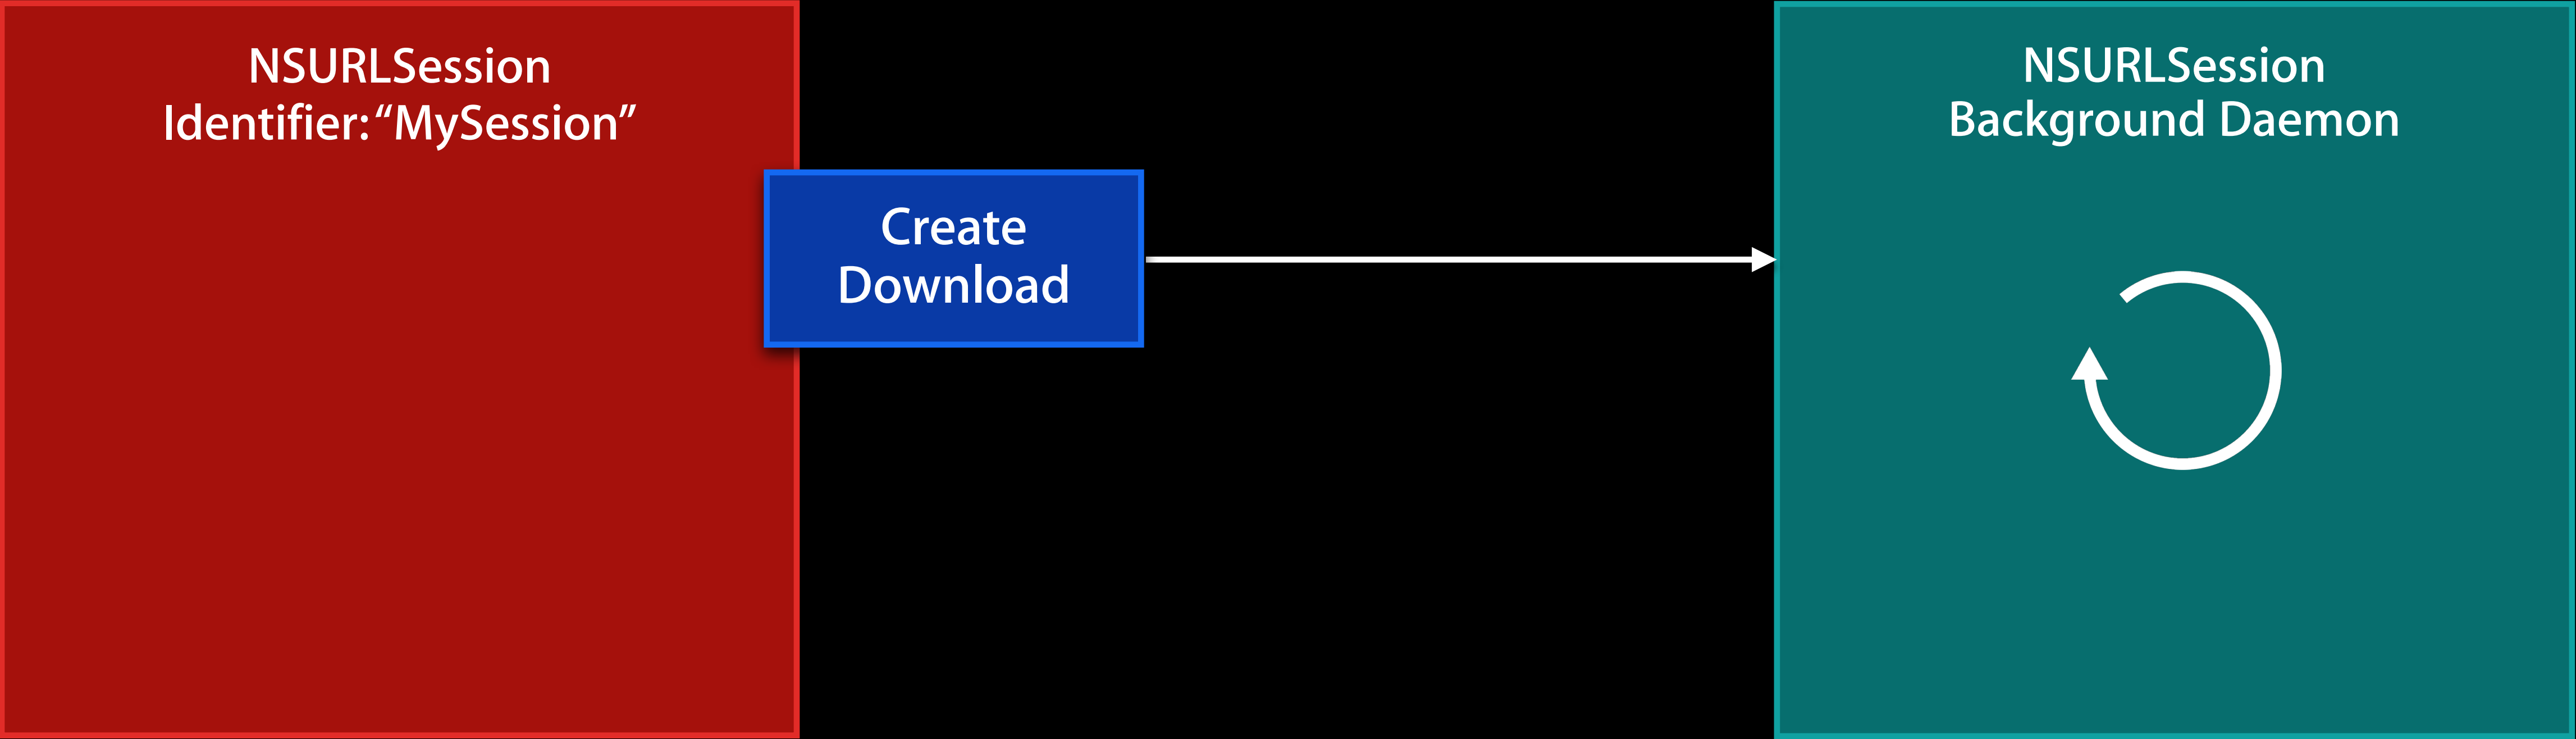 NSURLSession
Identifier: “MySession”
Create
Download
NSURLSession
Background Daemon